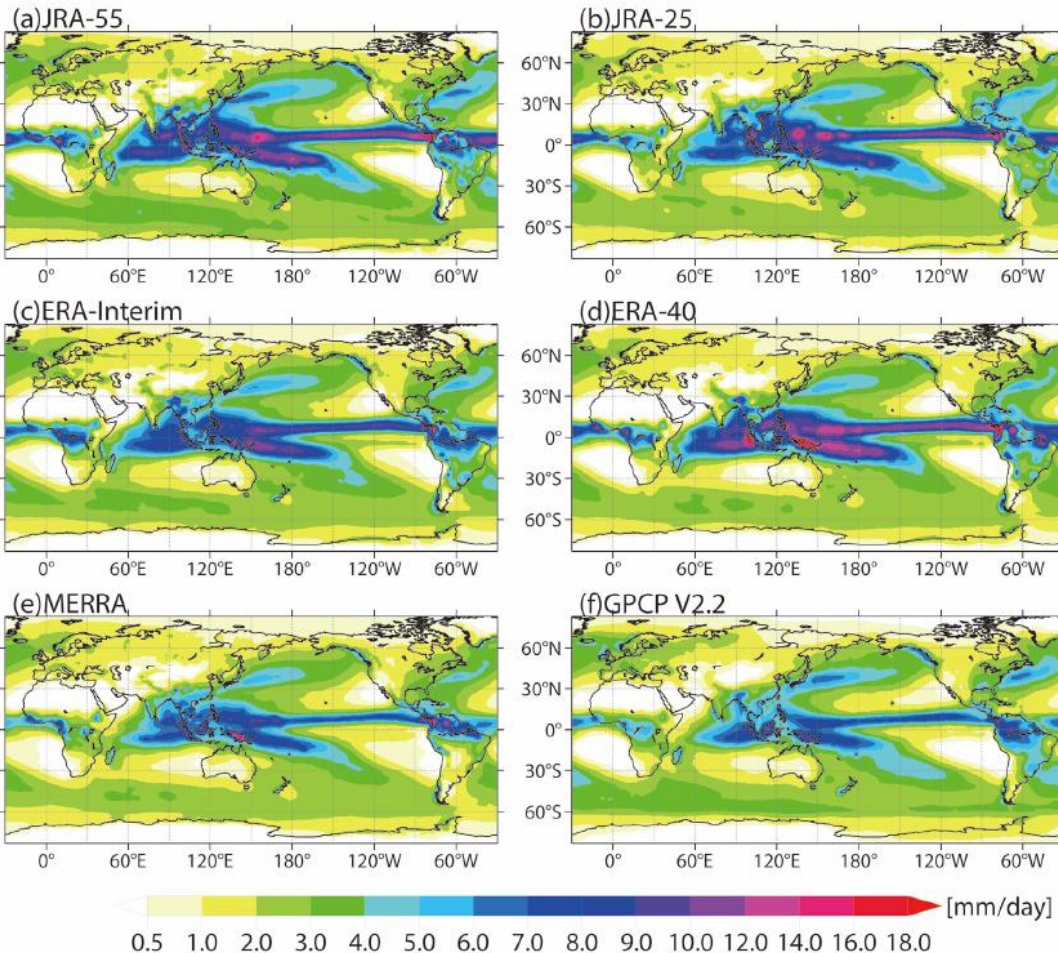 (a)JRA-55 (b)JRA-25
60°N
30°N
0°
30°S
60°S
0° 60°E 120°E 180° 120°W 60°W 0° 60°E 120°E 180° 120°W 60°W
(c)ERA-Interim (d)ERA-40
60°N
30°N
0°
30°S
60°S
0° 60°E 120°E 180° 120°W 60°W 0° 60°E 120°E 180° 120°W 60°W
(e)MERRA (f)GPCP V2.2
60°N
30°N
0°
30°S
60°S
0° 60°E 120°E 180° 120°W 60°W 0° 60°E 120°E 180° 120°W 60°W
[mm/day]
0.5 1.0 2.0 3.0 4.0 5.0 6.0 7.0 8.0 9.0 10.0 12.0 14.0 16.0 18.0